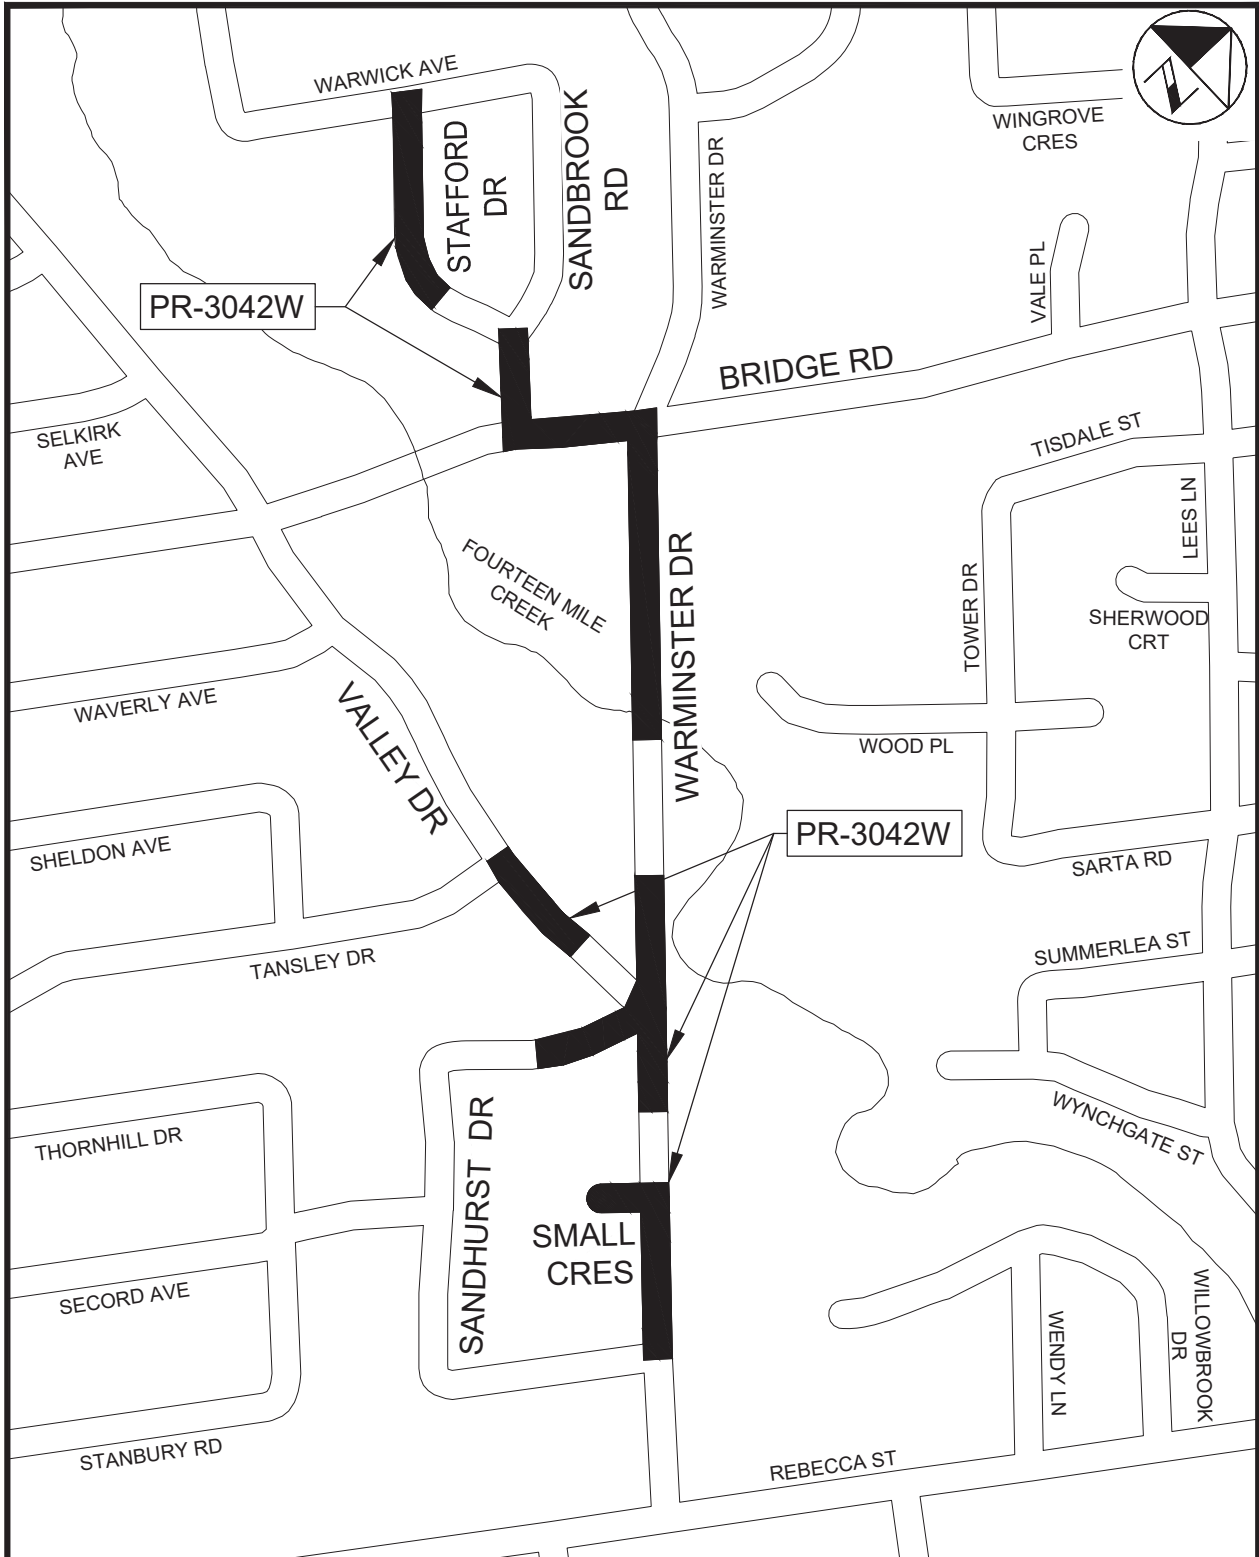 WARWICK AVE
STAFFORD
DR
SANDBROOK
RD
WARMINSTER DR
WINGROVE
CRES
VALE PL
PR-3042W
BRIDGE RD
SELKIRK
AVE
TISDALE ST
LEES LN
FOURTEEN MILE
CREEK
WARMINSTER DR
TOWER DR
SHERWOOD
CRT
WAVERLY AVE
VALLEY DR
WOOD PL
PR-3042W
SHELDON AVE
SARTA RD
TANSLEY DR
SUMMERLEA ST
THORNHILL DR
SANDHURST DR
WYNCHGATE ST
SMALL
CRES
SECORD AVE
WENDY LN
WILLOWBROOK
DR
STANBURY RD
REBECCA ST